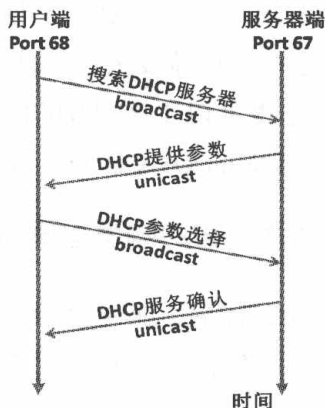 用户端
Port 68
服务器端
Port 67
搜索DHCP服务器
broadcast
DHCP提供参数
unicast
DHCP参数选择
broadcast
DHCP服务确认
unicast
时间